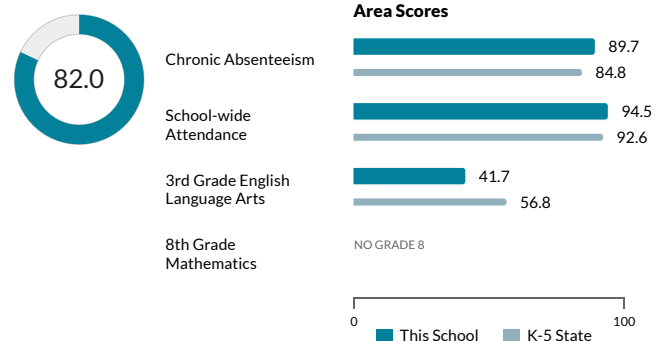 Area Scores
82.0
Chronic Absenteeism
89.7
84.8
School-wide
Attendance
94.5
92.6
3rd Grade English
Language Arts
41.7
56.8
8th Grade
Mathematics
NO GRADE 8
0
100
This School
K-5 State